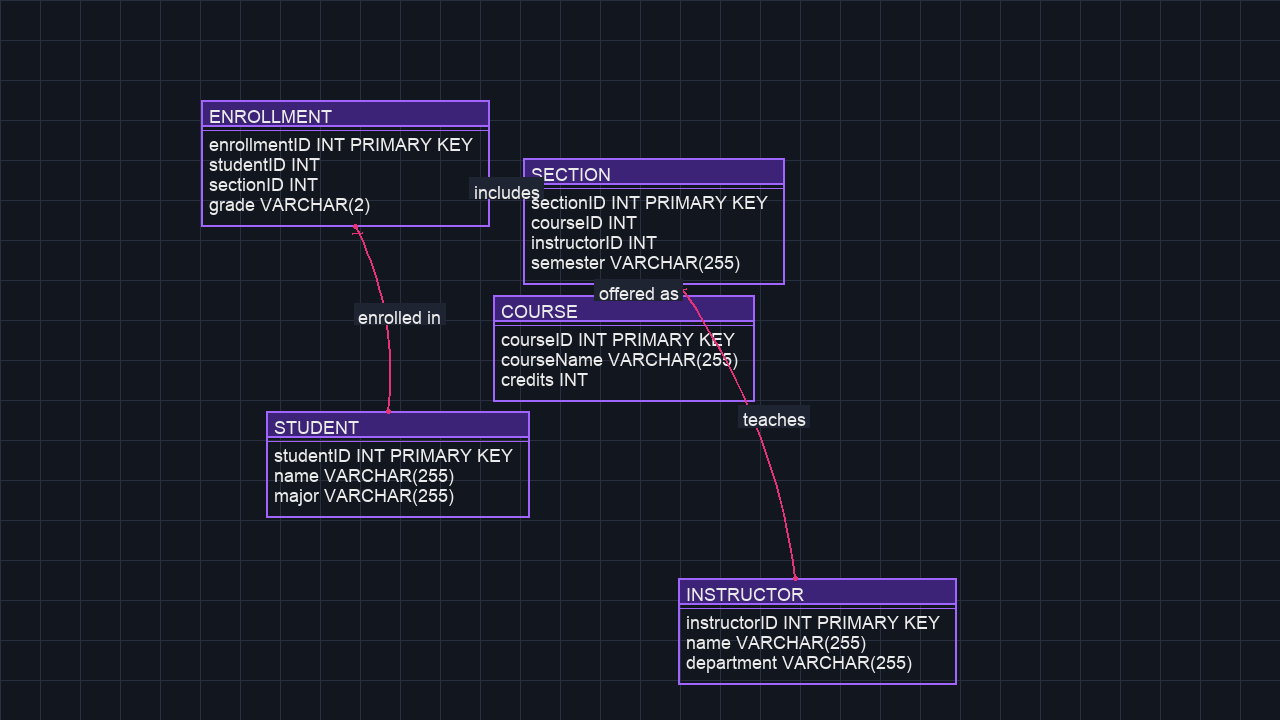 ENROLLMENT
enrollmentID INT PRIMARY KEY
studentID INT
sectionID INT
grade VARCHAR(2)
includes
SECTION
sectionID INT PRIMARY KEY
courseID INT
instructorID INT
semester VARCHAR(255)
offered as
COURSE
courseID INT PRIMARY KEY
courseName VARCHAR(255)
credits INT
enrolled in
teaches
STUDENT
studentID INT PRIMARY KEY
name VARCHAR(255)
major VARCHAR(255)
INSTRUCTOR
instructorID INT PRIMARY KEY
name VARCHAR(255)
department VARCHAR(255)